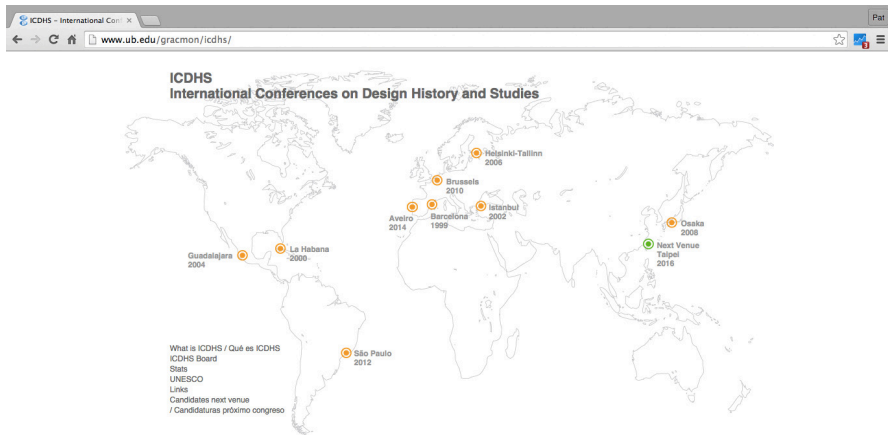 ICDHS – International Conf
Pat
www.ub.edu/gracmon/icdhs/
3
ICDHS
International Conferences on Design History and Studies
Helsinki-Tallinn
2006
Brussels
2010
Aveiro
2014
Barcelona
1999
Istanbul
2002
Osaka
2008
Next Venue
Taipei
2016
Guadalajara
2004
La Habana
2000
São Paulo
2012
What is ICDHS / Qué es ICDHS
ICDHS Board
Stats
UNESCO
Links
Candidates next venue
/ Candidaturas próximo congreso